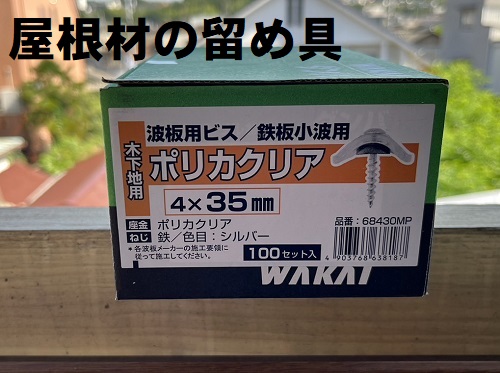 屋根材の留め具
波板用ビス／鉄板小波用
木下地用
ポリカクリア
4×35mm
座金 ポリカクリア
ねじ 鉄／色目：シルバー
*各波板メーカーの施工要領に
従って施工してください。
品番：68430MP
100セット入
4 903768 638187
WAKAI